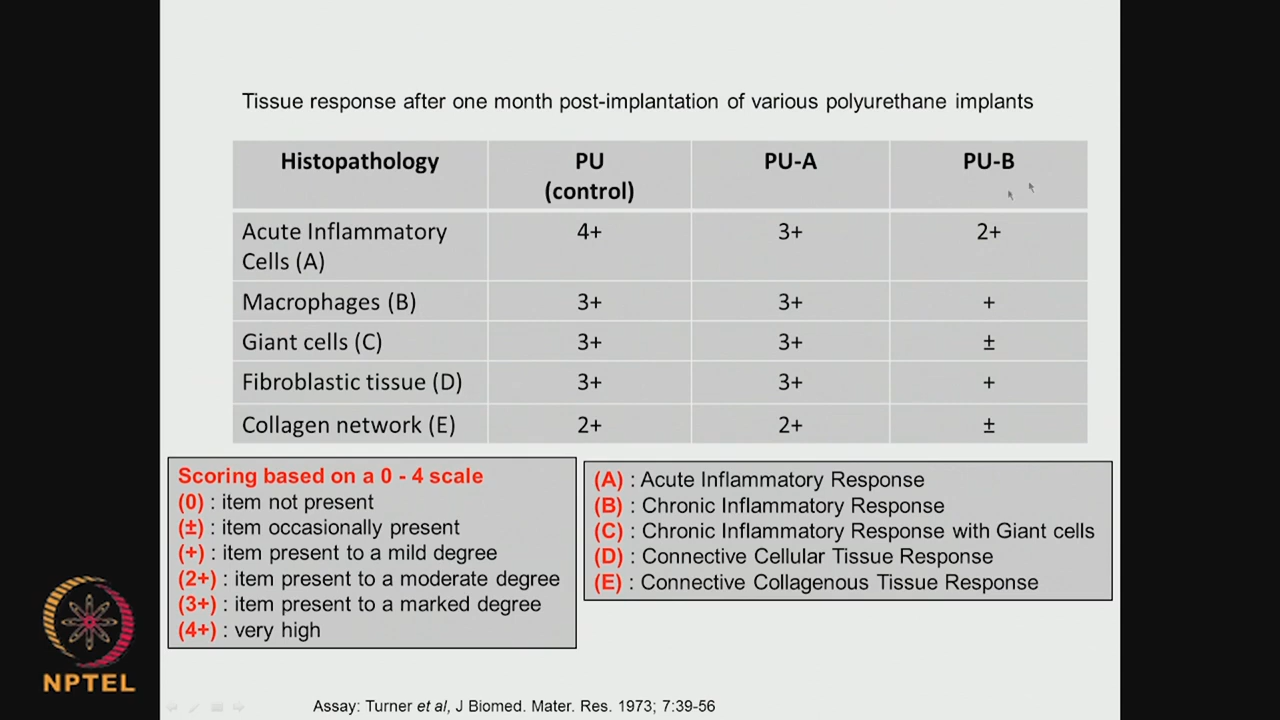 Tissue response after one month post-implantation of various polyurethane implants
Histopathology PU (control) PU-A PU-B
Acute Inflammatory Cells (A) 4+ 3+ 2+
Macrophages (B) 3+ 3+ +
Giant cells (C) 3+ 3+ ±
Fibroblastic tissue (D) 3+ 3+ +
Collagen network (E) 2+ 2+ ±
Scoring based on a 0 - 4 scale
(0) : item not present
(±) : item occasionally present
(+) : item present to a mild degree
(2+) : item present to a moderate degree
(3+) : item present to a marked degree
(4+) : very high
(A) : Acute Inflammatory Response
(B) : Chronic Inflammatory Response
(C) : Chronic Inflammatory Response with Giant cells
(D) : Connective Cellular Tissue Response
(E) : Connective Collagenous Tissue Response
NPTEL
Assay: Turner et al, J Biomed. Mater. Res. 1973; 7:39-56